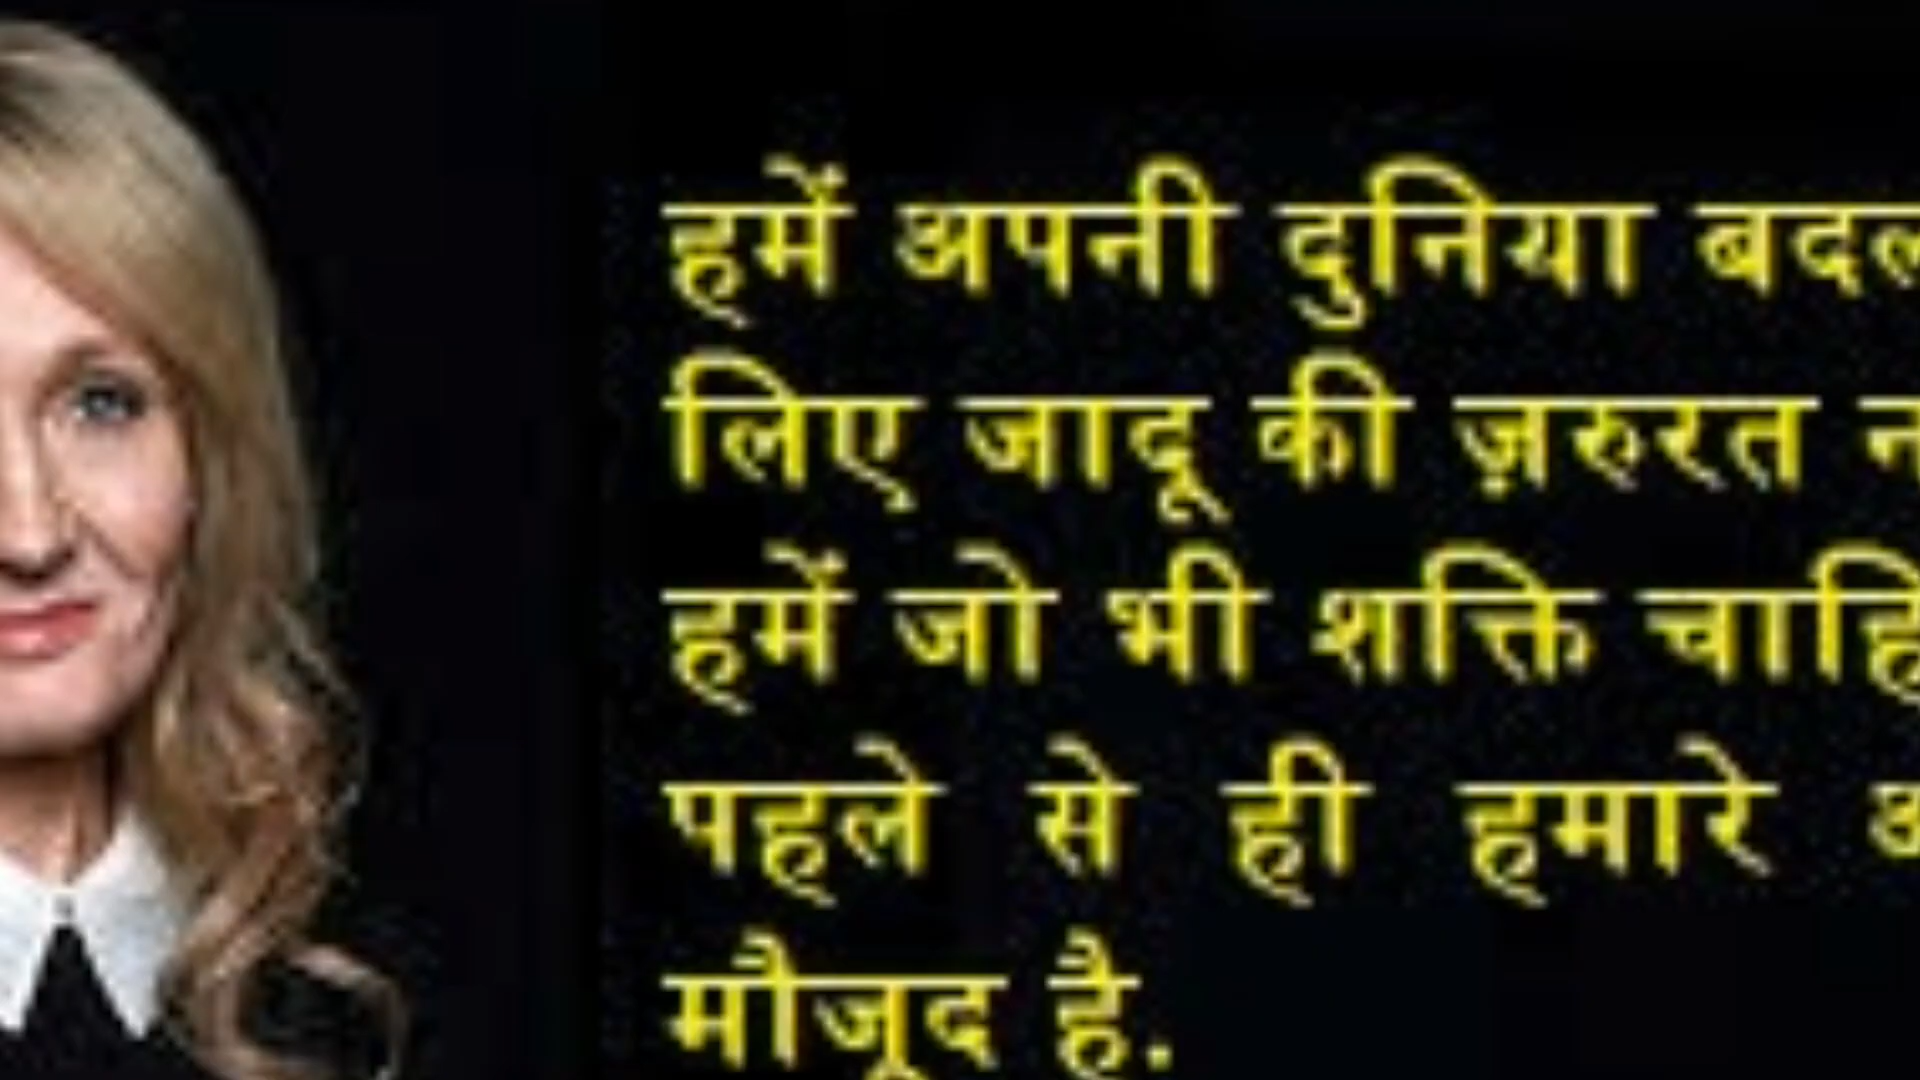 हमें अपनी दुनिया
लिए जादू की ज़रुरत
हमें जो भी शक्ति
पहले से ही हमारे
मौजूद है.